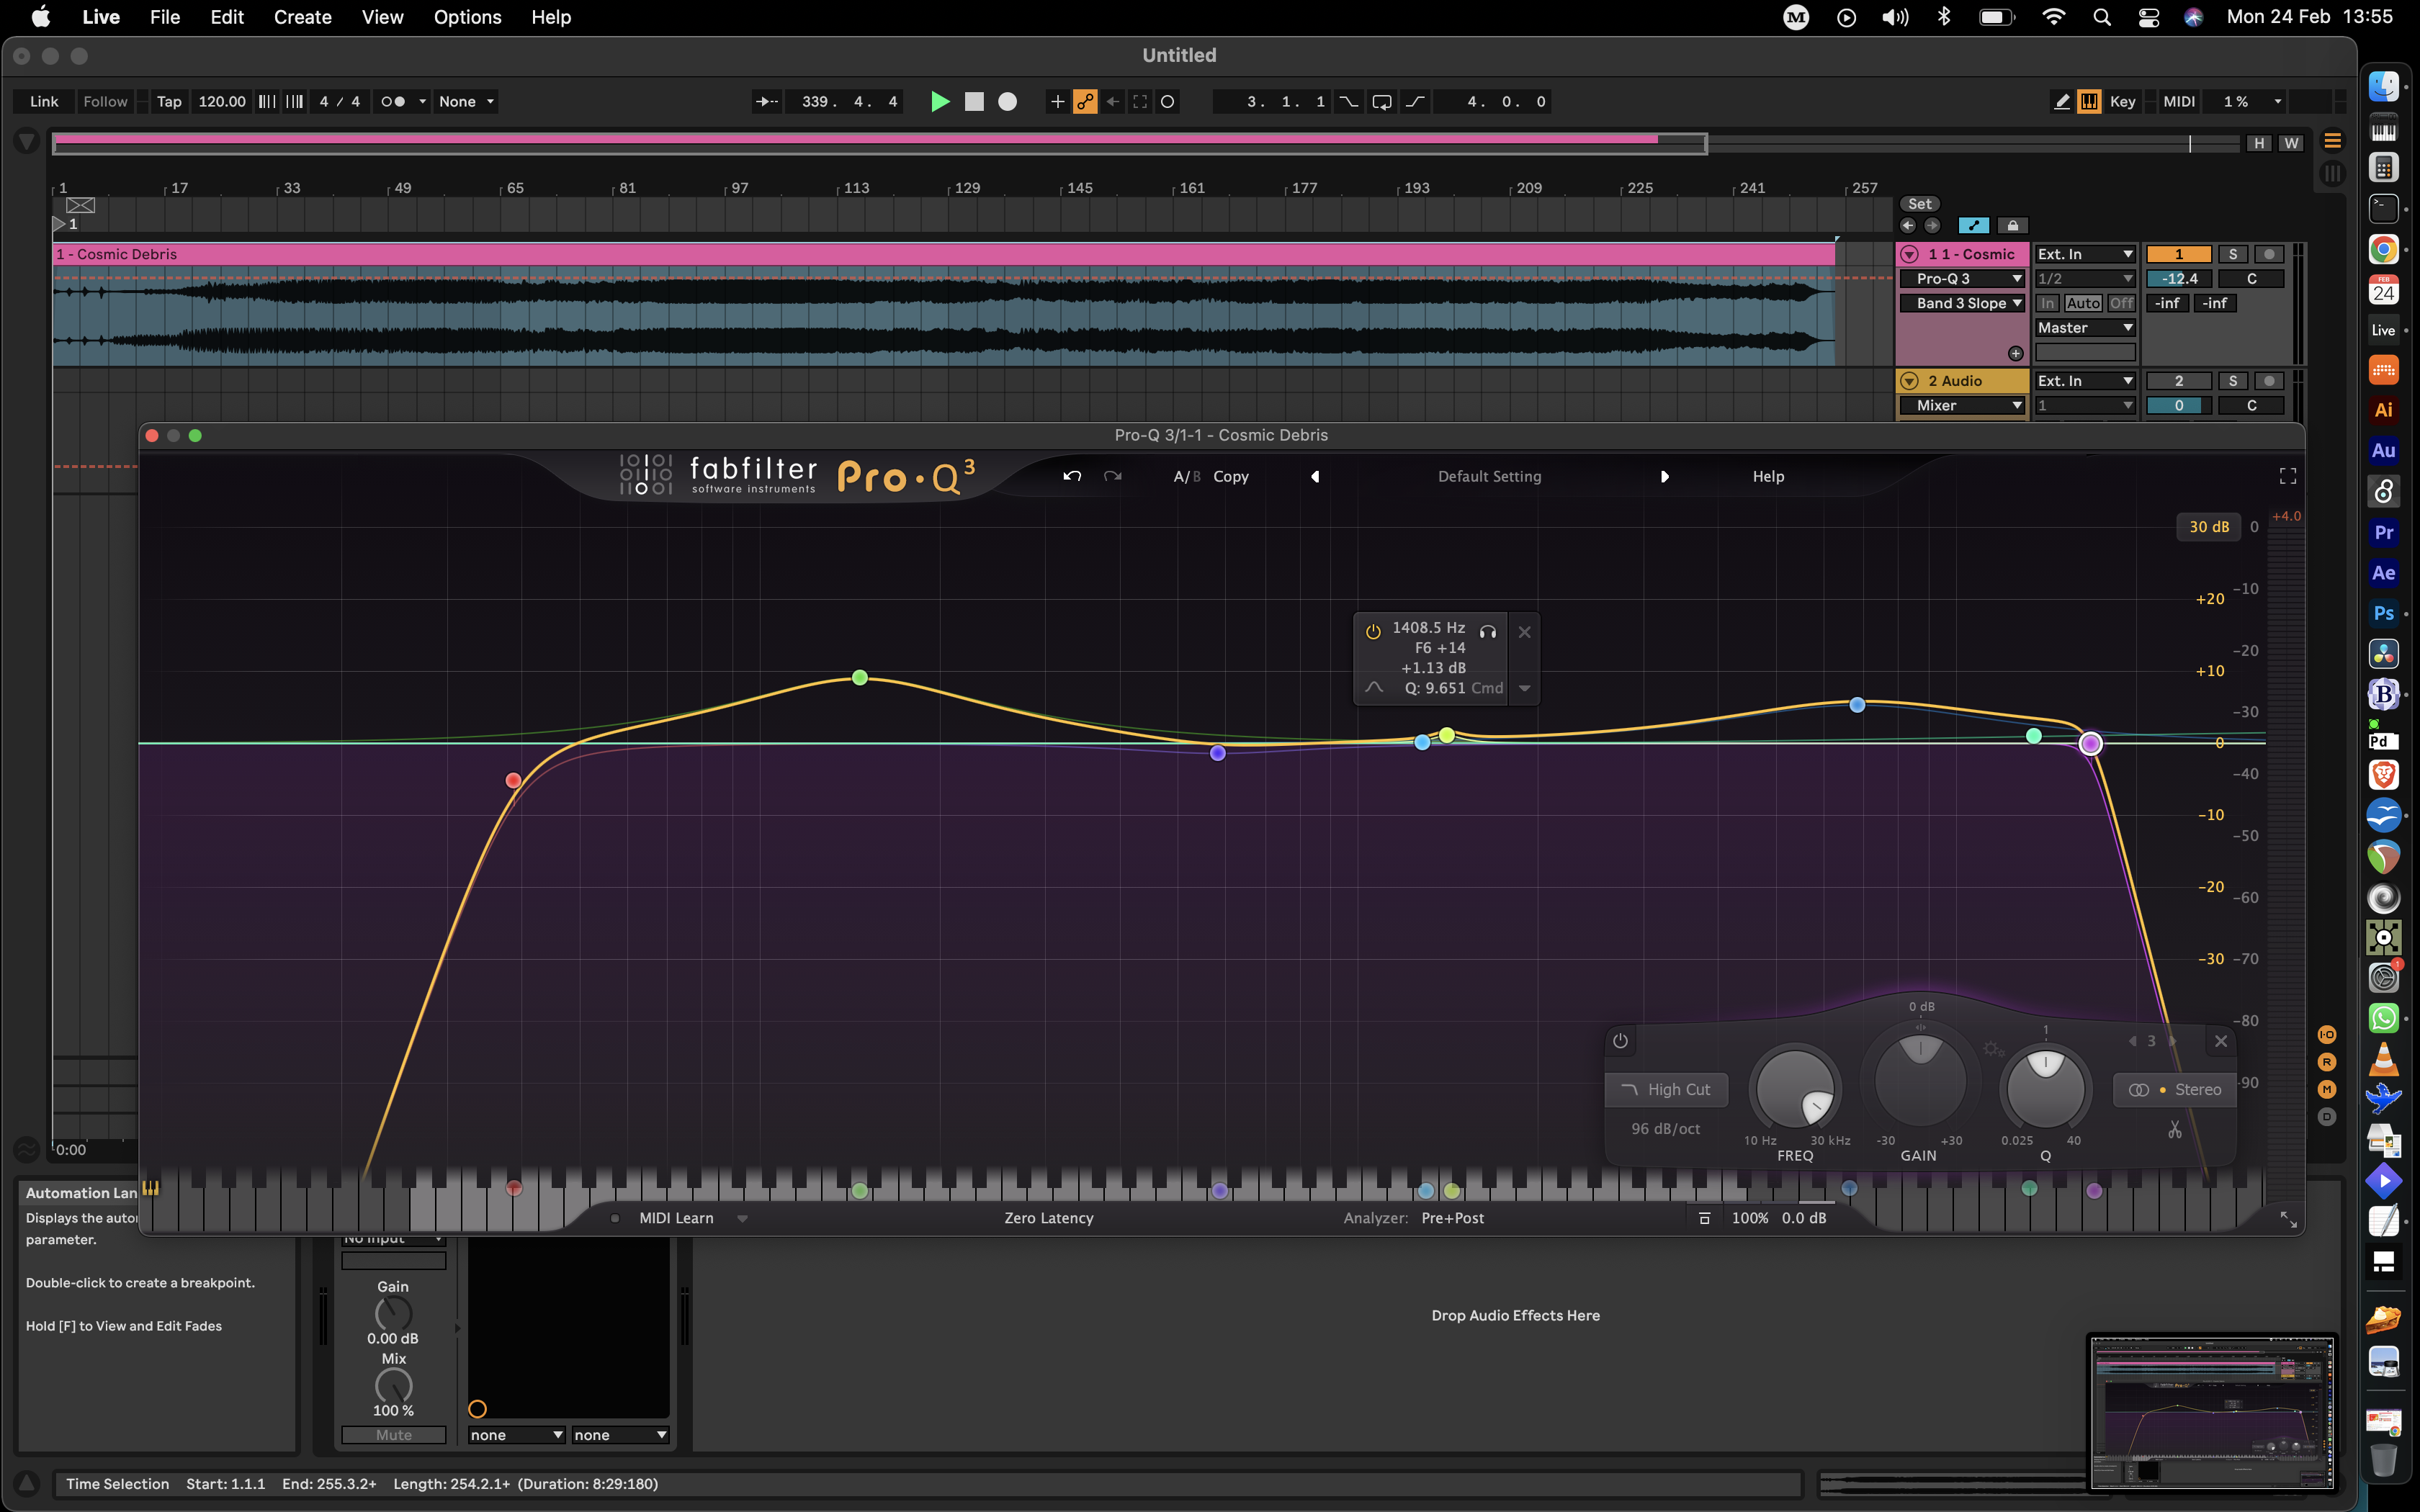 Live File Edit Create View Options Help
Mon 24 Feb 13:55
Untitled
Link Follow Tap 120.00 4 / 4 None 339. 4. 4 3. 1. 1 4. 0. 0 Key MIDI 1 %
H W
1 17 33 49 65 81 97 113 129 145 161 177 193 209 225 241 257
Set
1
1 - Cosmic Debris
1 1 - Cosmic Ext. In 1 S
Pro-Q 3 1/2 -12.4 C
Band 3 Slope In Auto Off -inf -inf
Master
2 Audio Ext. In 2 S
Mixer 1 0 C
Pro-Q 3/1-1 - Cosmic Debris
fabfilter Pro·Q3
software instruments
A/B Copy Default Setting Help
30 dB 0 +4.0
-10
+20
-20
+10
-30
0
-40
-10
-50
-20
-60
-30 -70
-80
-90
1408.5 Hz
F6 +14
+1.13 dB
Q: 9.651 Cmd
0 dB
1
3
High Cut
Stereo
96 dB/oct
10 Hz 30 kHz -30 +30 0.025 40
FREQ GAIN Q
MIDI Learn Zero Latency Analyzer: Pre+Post 100% 0.0 dB
0:00
Automation Lan
Displays the auto
parameter.
Double-click to create a breakpoint.
Hold [F] to View and Edit Fades
No Input
Gain
0.00 dB
Mix
100 %
Mute
none none
Drop Audio Effects Here
Time Selection Start: 1.1.1 End: 255.3.2+ Length: 254.2.1+ (Duration: 8:29:180)
I-O
R
M
D
FEB
24
Live
Ai
Au
Pr
Ae
Ps
B
Pd
1